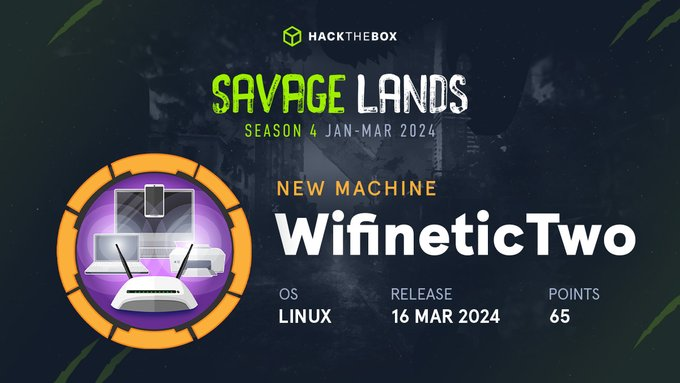 HACKTHEBOX
SAVAGE LANDS
SEASON 4 JAN-MAR 2024
NEW MACHINE
WifineticTwo
OS RELEASE POINTS
LINUX 16 MAR 2024 65